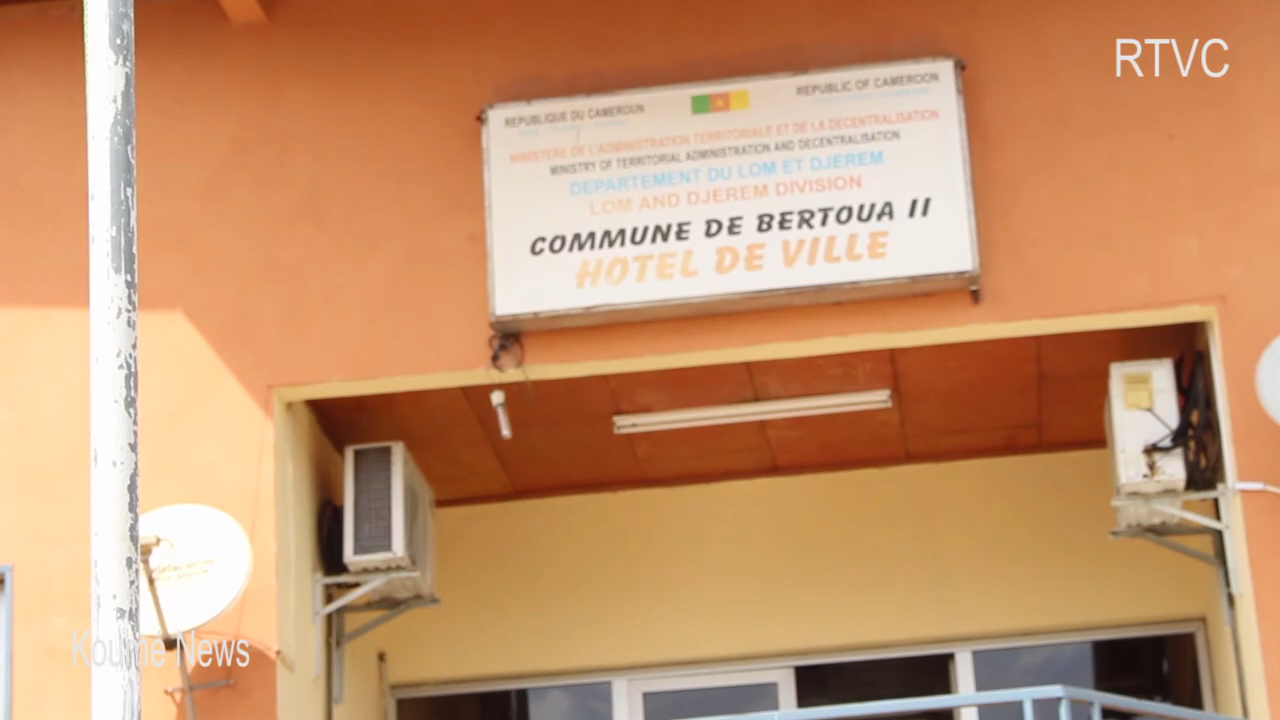 RTVC
REPUBLIQUE DU CAMEROUN
REPUBLIC OF CAMEROON
MINISTERE DE L'ADMINISTRATION TERRITORIALE ET DE LA DECENTRALISATION
MINISTRY OF TERRITORIAL ADMINISTRATION AND DECENTRALISATION
DEPARTEMENT DU LOM ET DJEREM
LOM AND DJEREM DIVISION
COMMUNE DE BERTOUA II
HOTEL DE VILLE
Koume News